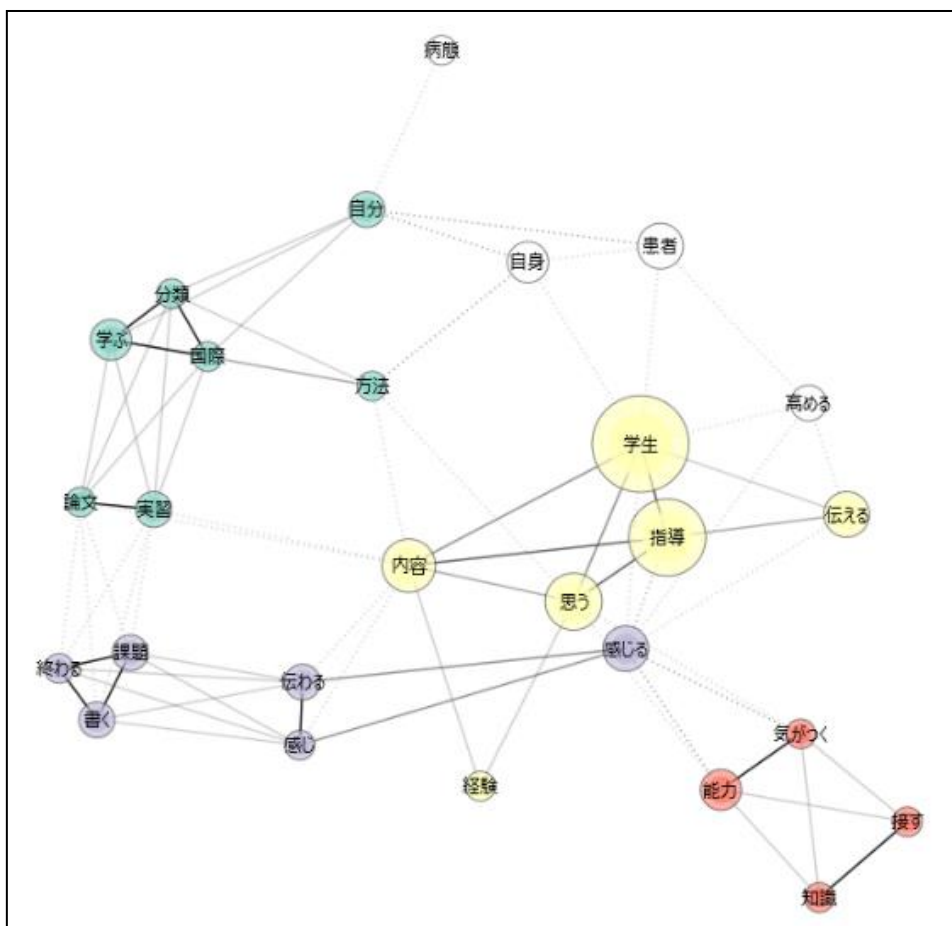 病態
自分
患者
自身
分類
学ぶ
国際
方法
高める
学生
論文
実習
伝える
指導
内容
思う
感じる
課題
終わる
伝わる
書く
感じ
気がつく
経験
能力
接す
知識